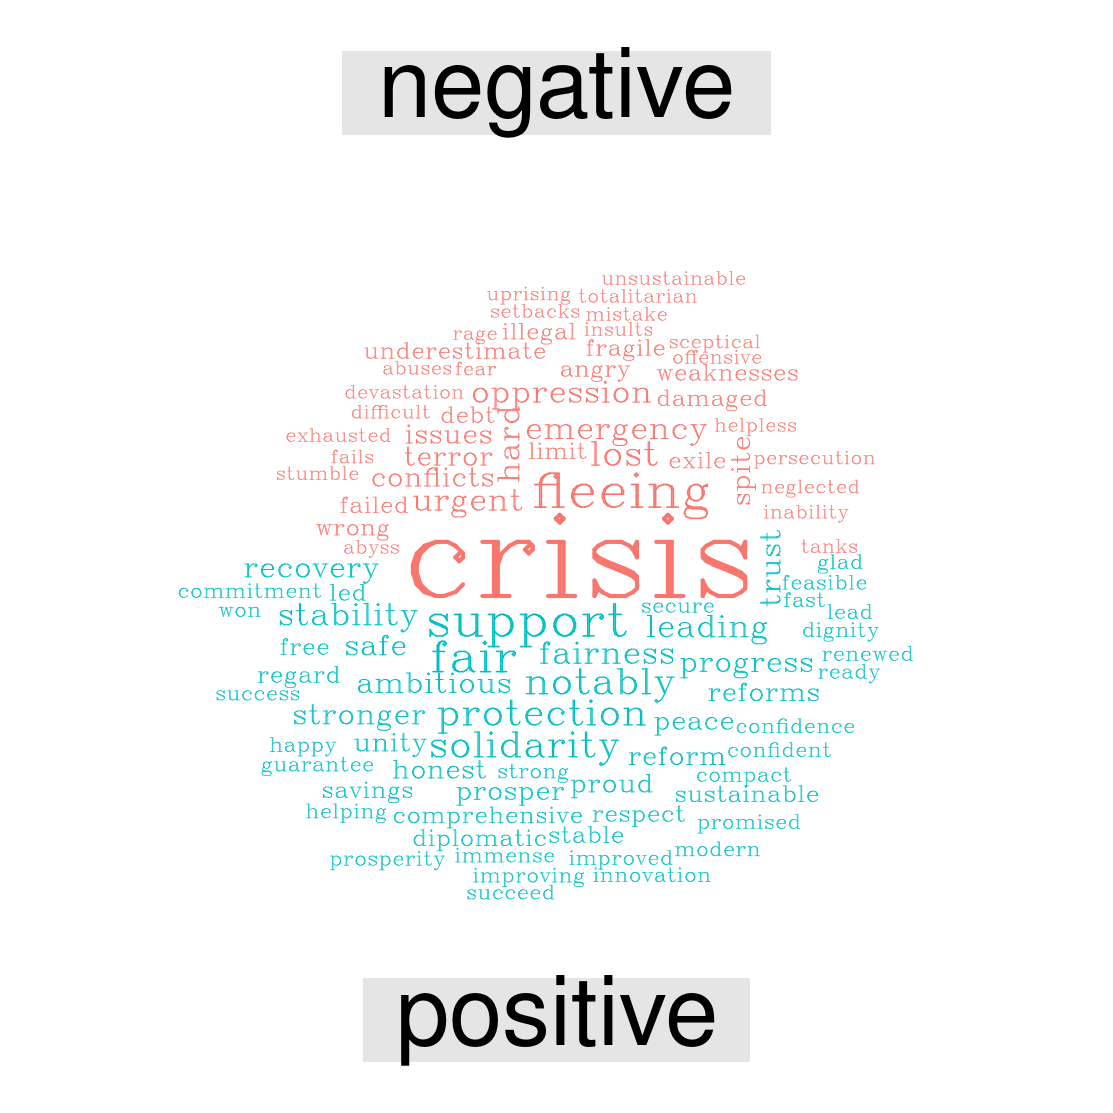 negative
unsustainable
uprising totalitarian
setbacks mistake
rage illegal insults
underestimate fragile sceptical
offensive
abuses fear angry weaknesses
devastation oppression damaged
difficult debt hard emergency helpless
exhausted issues limit lost exile spite persecution
fails terror
stumble conflicts fleeing neglected
failed urgent inability
wrong
abyss crisis trust tanks
recovery glad
commitment led feasible
won stability support secure fast lead
leading dignity
free safe fair fairness progress renewed
regard ambitious notably ready
success reforms
stronger protection peace confidence
happy unity solidarity reform confident
guarantee honest strong compact
savings prosper proud sustainable
helping comprehensive respect promised
diplomatic stable
prosperity immense improved modern
improving innovation
succeed
positive